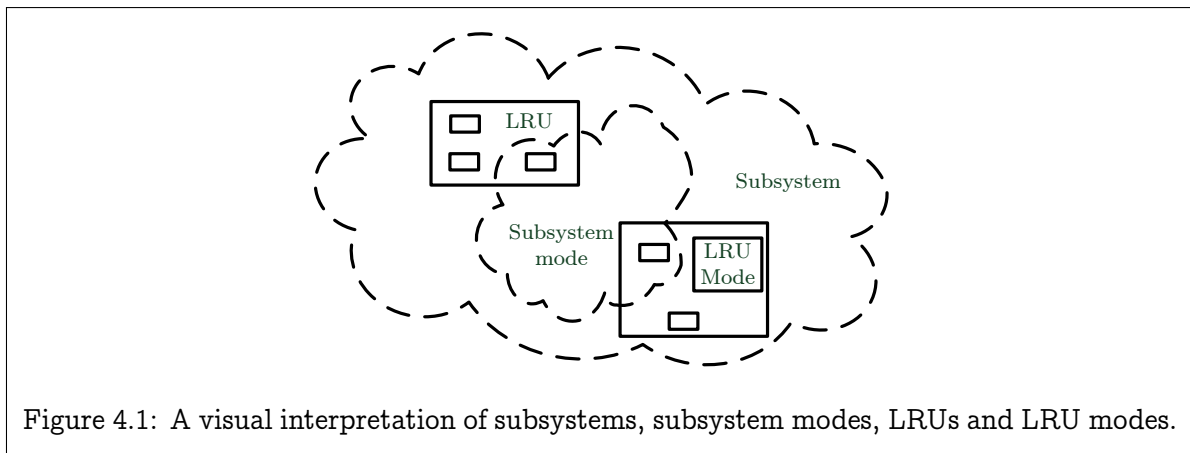 LRU
Subsystem
Subsystem
mode
LRU
Mode
Figure 4.1: A visual interpretation of subsystems, subsystem modes, LRUs and LRU modes.